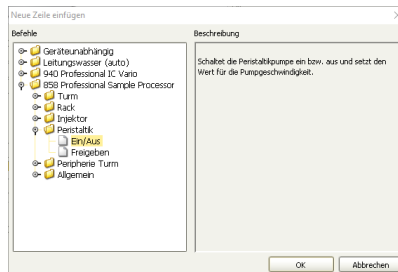 Neue Zeile einfügen
Befehle
Beschreibung
Geräteunabhängig
Leitungswasser (auto)
940 Professional IC Vario
858 Professional Sample Processor
Turm
Rack
Injektor
Peristaltik
Ein/Aus
Freigeben
Peripherie Turm
Allgemein
Schaltet die Peristaltikpumpe ein bzw. aus und setzt den
Wert für die Pumpgeschwindigkeit.
OK
Abbrechen